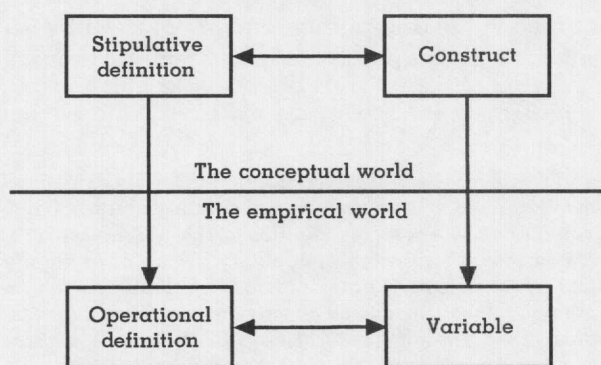 Stipulative
definition
Construct
The conceptual world
The empirical world
Operational
definition
Variable